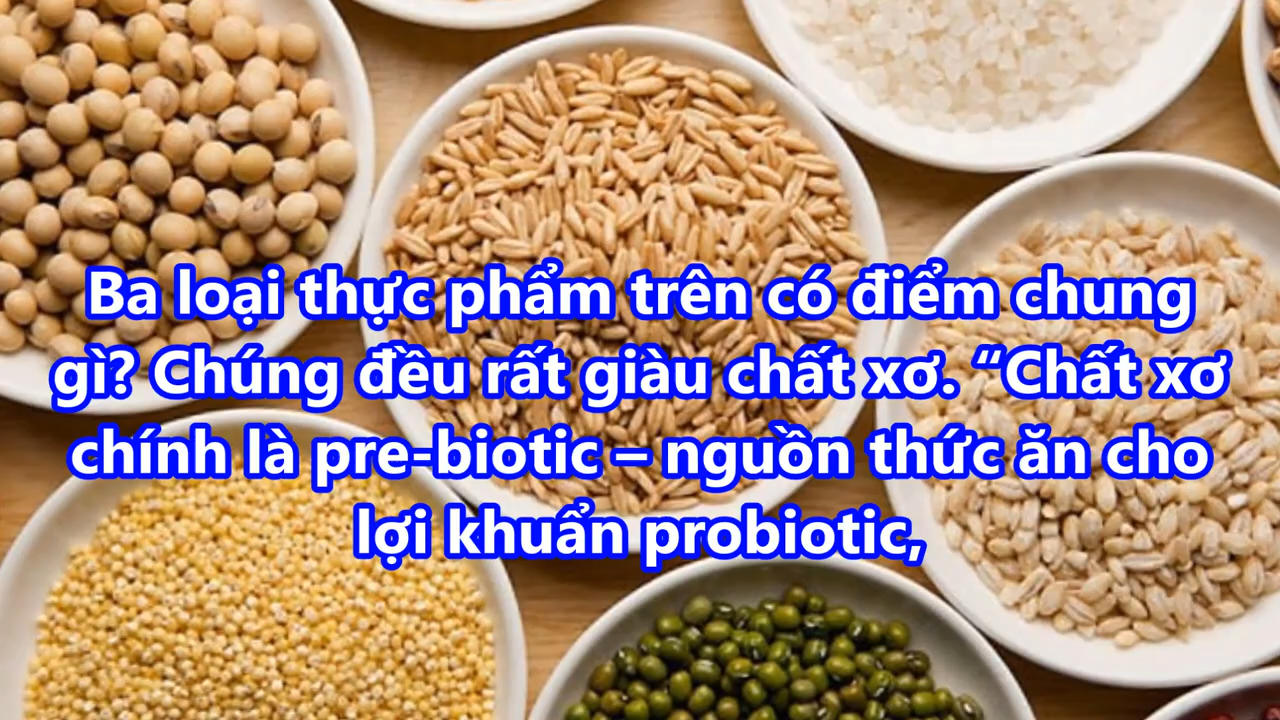 Ba loại thực phẩm trên có điểm chung
gì? Chúng đều rất giàu chất xơ. “Chất xơ
chính là pre-biotic – nguồn thức ăn cho
lợi khuẩn probiotic,